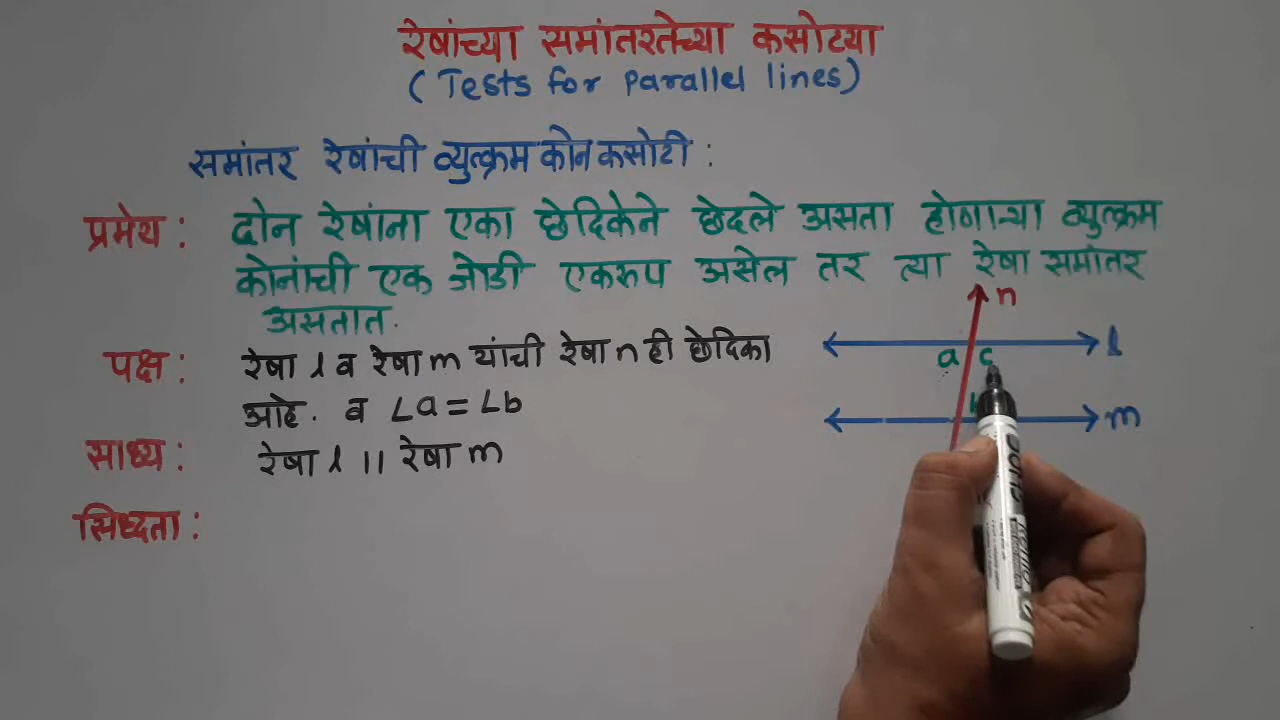 रेषांच्या समांतरतेच्या कसोट्या
(Tests for parallel lines)
समांतर रेषांची व्युत्क्रम कोन कसोटी :
प्रमेय : दोन रेषांना एका छेदिकेने छेदले असता होणाऱ्या व्युत्क्रम
कोनांची एक जोडी एकरुप असेल तर त्या रेषा समांतर
असतात.
n
पक्ष : रेषा l व रेषा m यांची रेषा n ही छेदिका
आहे. व ∠a = ∠b
l
a c
m
साध्य : रेषा l || रेषा m
सिध्दता :